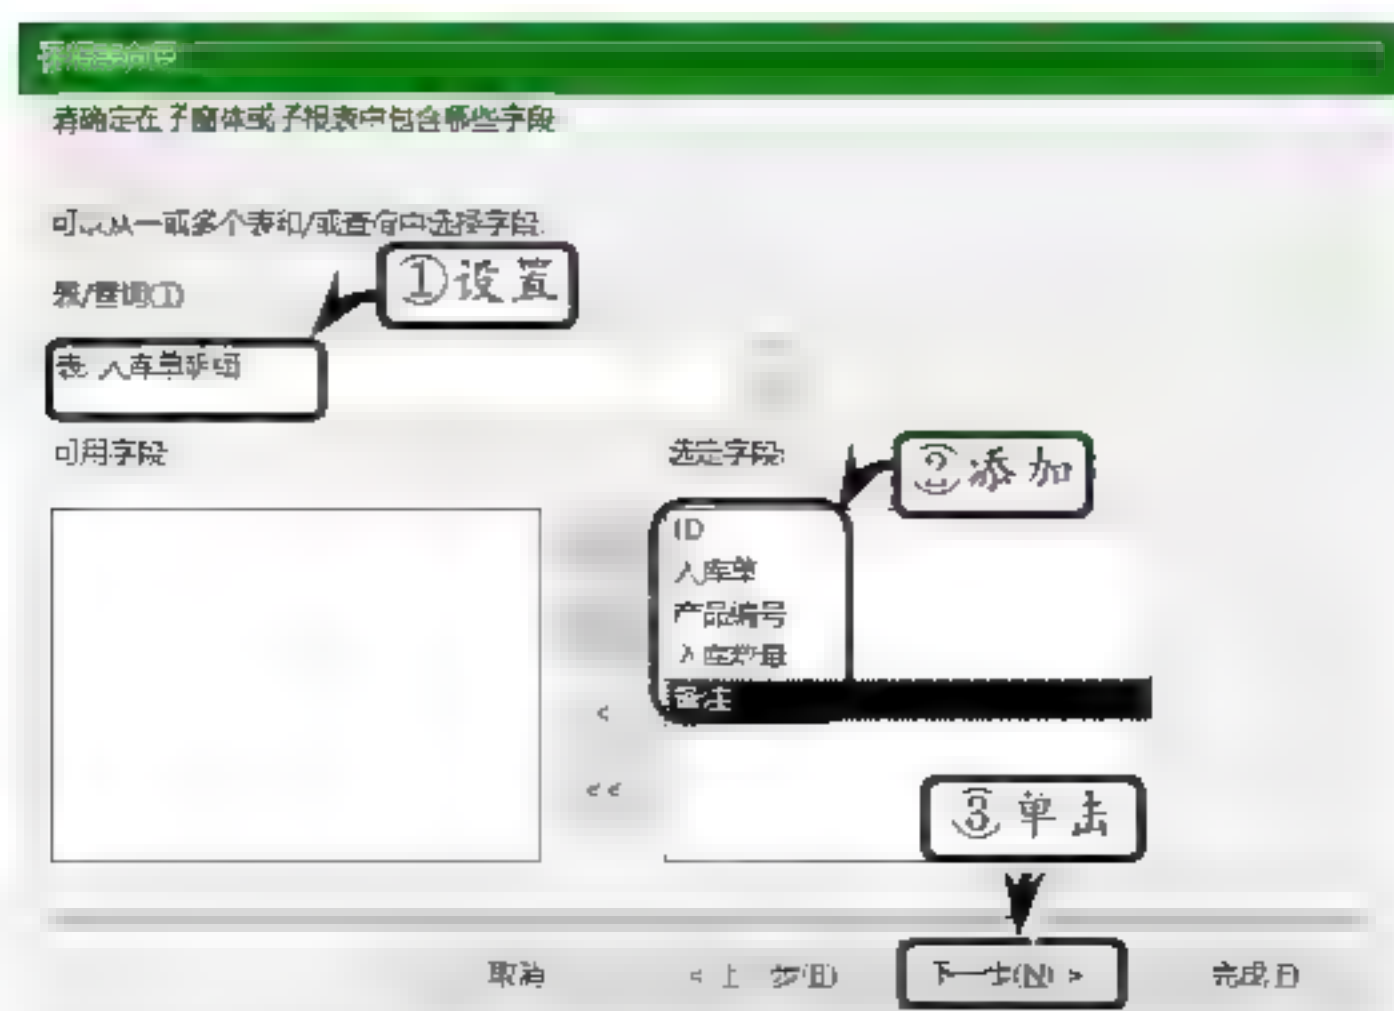 请确定在子窗体或子报表中包含哪些字段
可以从一或多个表和/或查询中选择字段.
①设置
表/查询(T)
表: 入库单明细
可用字段
选定字段:
②添加
ID
入库单
产品编号
入库数量
备注
<
<<
③单击
取消
< 上一步(B)
下一步(N) >
完成(F)